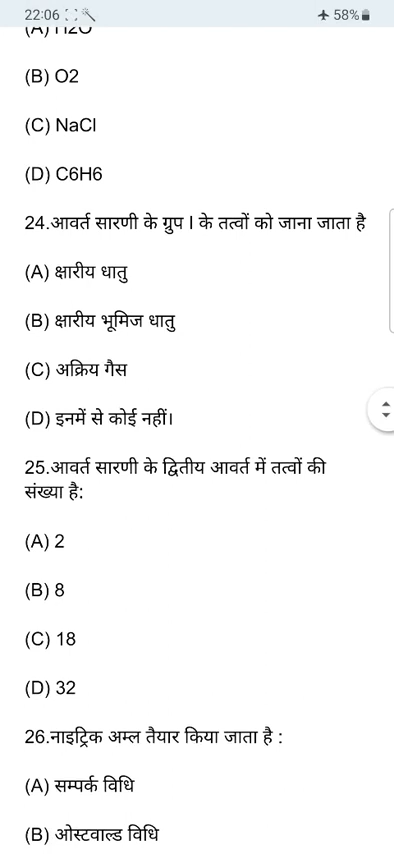 22:06
58%
(A) H2O
(B) O2
(C) NaCl
(D) C6H6
24.आवर्त सारणी के ग्रुप I के तत्वों को जाना जाता है
(A) क्षारीय धातु
(B) क्षारीय भूमिज धातु
(C) अक्रिय गैस
(D) इनमें से कोई नहीं।
25.आवर्त सारणी के द्वितीय आवर्त में तत्वों की
संख्या है:
(A) 2
(B) 8
(C) 18
(D) 32
26.नाइट्रिक अम्ल तैयार किया जाता है :
(A) सम्पर्क विधि
(B) ओस्टवाल्ड विधि